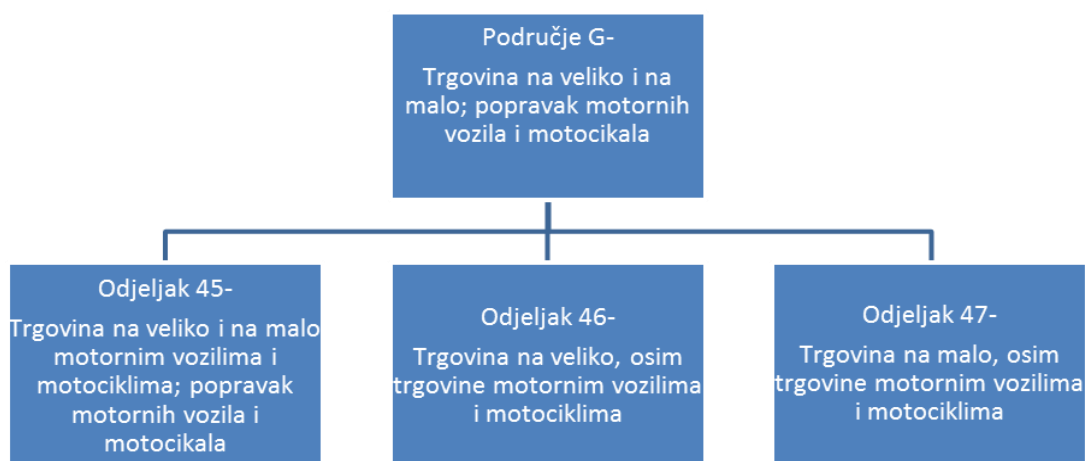 Područje G-
Trgovina na veliko i na
malo; popravak motornih
vozila i motocikala
Odjeljak 45-
Trgovina na veliko i na malo
motornim vozilima i
motociklima; popravak
motornih vozila i
motocikala
Odjeljak 46-
Trgovina na veliko, osim
trgovine motornim vozilima
i motociklima
Odjeljak 47-
Trgovina na malo, osim
trgovine motornim vozilima
i motociklima